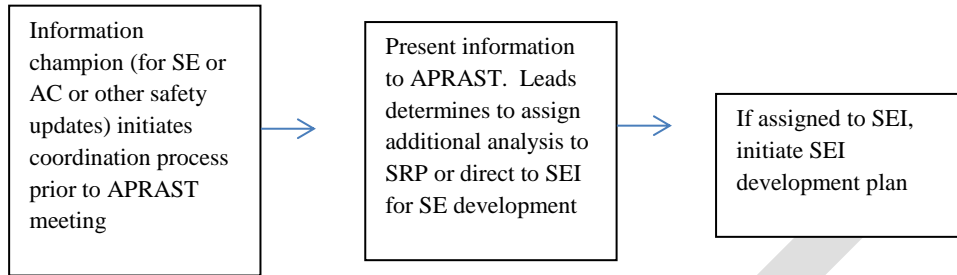 Information
champion (for SE or
AC or other safety
updates) initiates
coordination process
prior to APRAST
meeting
Present information
to APRAST.  Leads
determines to assign
additional analysis to
SRP or direct to SEI
for SE development
If assigned to SEI,
initiate SEI
development plan